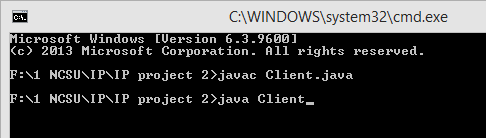 C:\WINDOWS\system32\cmd.exe
Microsoft Windows [Version 6.3.9600]
(c) 2013 Microsoft Corporation. All rights reserved.
F:\1 NCSU\IP\IP project 2>javac Client.java
F:\1 NCSU\IP\IP project 2>java Client_